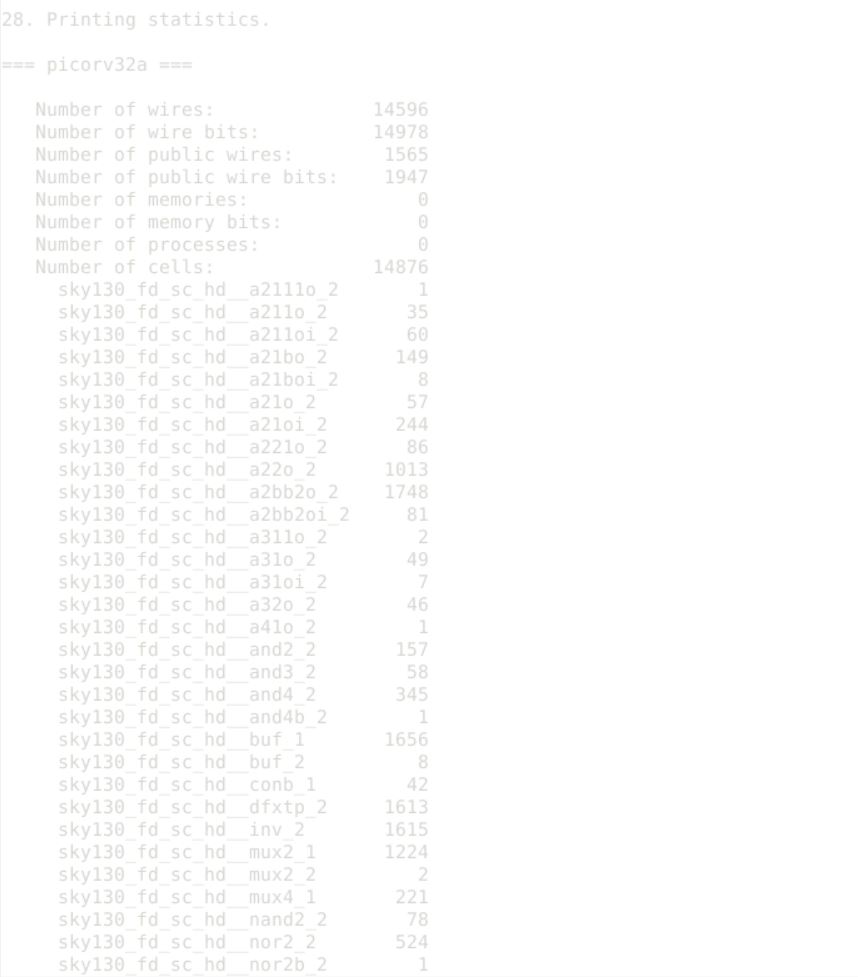 28. Printing statistics.
=== picorv32a ===
Number of wires: 14596
Number of wire bits: 14978
Number of public wires: 1565
Number of public wire bits: 1947
Number of memories: 0
Number of memory bits: 0
Number of processes: 0
Number of cells: 14876
sky130_fd_sc_hd__a2111o_2 1
sky130_fd_sc_hd__a211o_2 35
sky130_fd_sc_hd__a211oi_2 60
sky130_fd_sc_hd__a21bo_2 149
sky130_fd_sc_hd__a21boi_2 8
sky130_fd_sc_hd__a21o_2 57
sky130_fd_sc_hd__a21oi_2 244
sky130_fd_sc_hd__a221o_2 86
sky130_fd_sc_hd__a22o_2 1013
sky130_fd_sc_hd__a2bb2o_2 1748
sky130_fd_sc_hd__a2bb2oi_2 81
sky130_fd_sc_hd__a311o_2 2
sky130_fd_sc_hd__a31o_2 49
sky130_fd_sc_hd__a31oi_2 7
sky130_fd_sc_hd__a32o_2 46
sky130_fd_sc_hd__a41o_2 1
sky130_fd_sc_hd__and2_2 157
sky130_fd_sc_hd__and3_2 58
sky130_fd_sc_hd__and4_2 345
sky130_fd_sc_hd__and4b_2 1
sky130_fd_sc_hd__buf_1 1656
sky130_fd_sc_hd__buf_2 8
sky130_fd_sc_hd__conb_1 42
sky130_fd_sc_hd__dfxtp_2 1613
sky130_fd_sc_hd__inv_2 1615
sky130_fd_sc_hd__mux2_1 1224
sky130_fd_sc_hd__mux2_2 2
sky130_fd_sc_hd__mux4_1 221
sky130_fd_sc_hd__nand2_2 78
sky130_fd_sc_hd__nor2_2 524
sky130_fd_sc_hd__nor2b_2 1